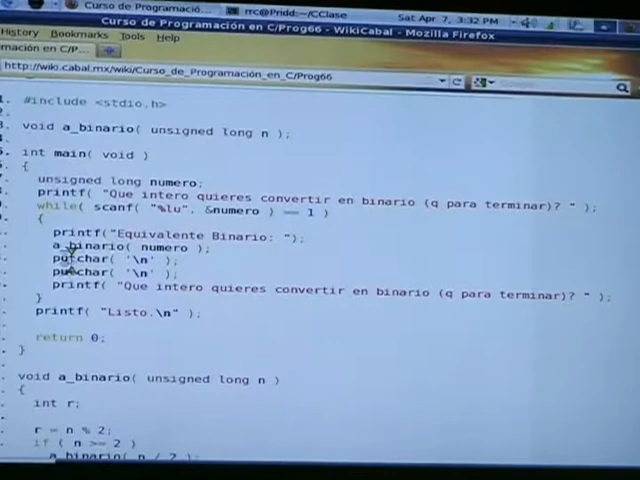 Curso de Programació...
rrc@Pridd:~/CClase
Sat Apr 7, 3:32 PM
Curso de Programación en C/Prog66 - WikiCabal - Mozilla Firefox
History Bookmarks Tools Help
mación en C/P...
http://wiki.cabal.mx/wiki/Curso_de_Programación_en_C/Prog66
#include <stdio.h>
void a_binario( unsigned long n );
int main( void )
{
unsigned long numero;
printf( "Que intero quieres convertir en binario (q para terminar)? " );
while( scanf( "%lu", &numero ) == 1 )
{
printf("Equivalente Binario: ");
a_binario( numero );
putchar( '\n' );
putchar( '\n' );
printf( "Que intero quieres convertir en binario (q para terminar)? " );
}
printf( "Listo.\n" );
return 0;
}
void a_binario( unsigned long n )
{
int r;
r = n % 2;
if ( n >= 2 )
a_binario( n / 2 );